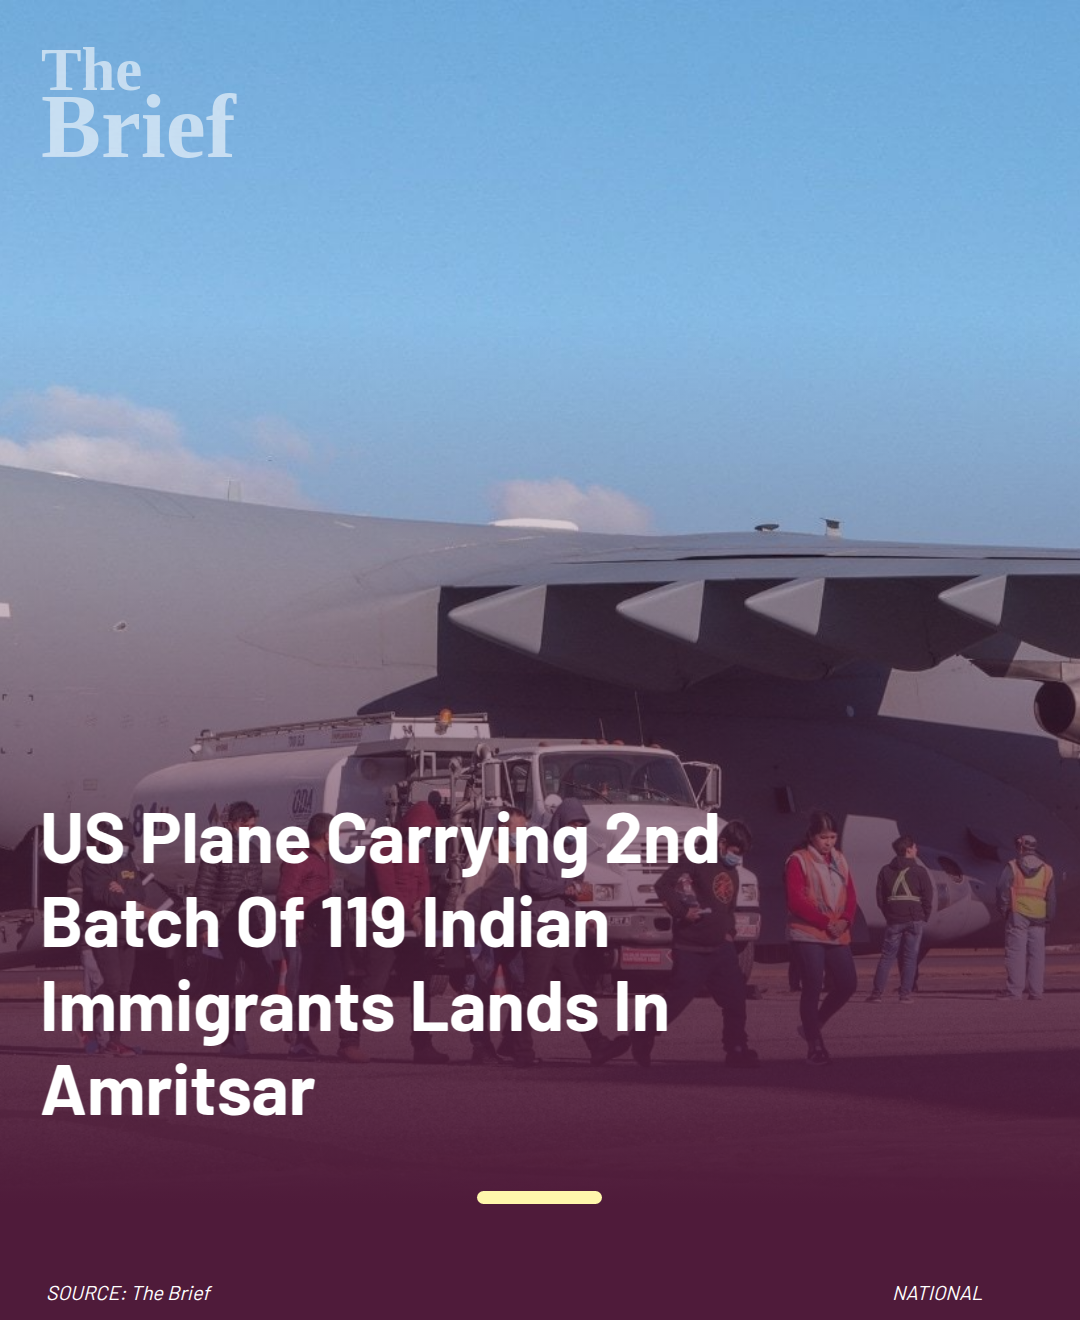 The
Brief
US Plane Carrying 2nd
Batch Of 119 Indian
Immigrants Lands In
Amritsar
SOURCE: The Brief
NATIONAL